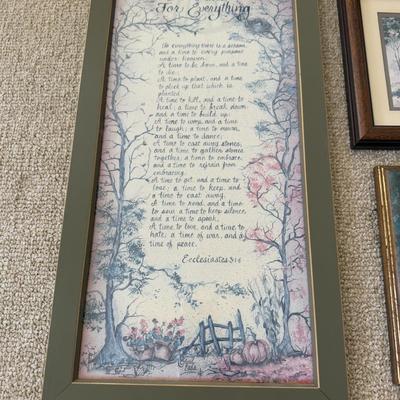 For Everything
To everything there is a season,
and a time to every purpose
under heaven:
A time to be born, and a time
to die;
A time to plant, and a time
to pluck up that which is
planted.
A time to kill, and a time to
heal; a time to break down
and a time to build up;
A time to weep, and a time
to laugh; a time to mourn,
and a time to dance;
A time to cast away stones,
and a time to gather stones
together; a time to embrace,
and a time to refrain from
embracing;
A time to get, and a time to
lose; a time to keep, and
a time to cast away.
A time to rend, and a time
to sew; a time to keep silence,
and a time to speak.
A time to love, and a time to
hate; a time of war, and a
time of peace.
Ecclesiastes 3:1-8